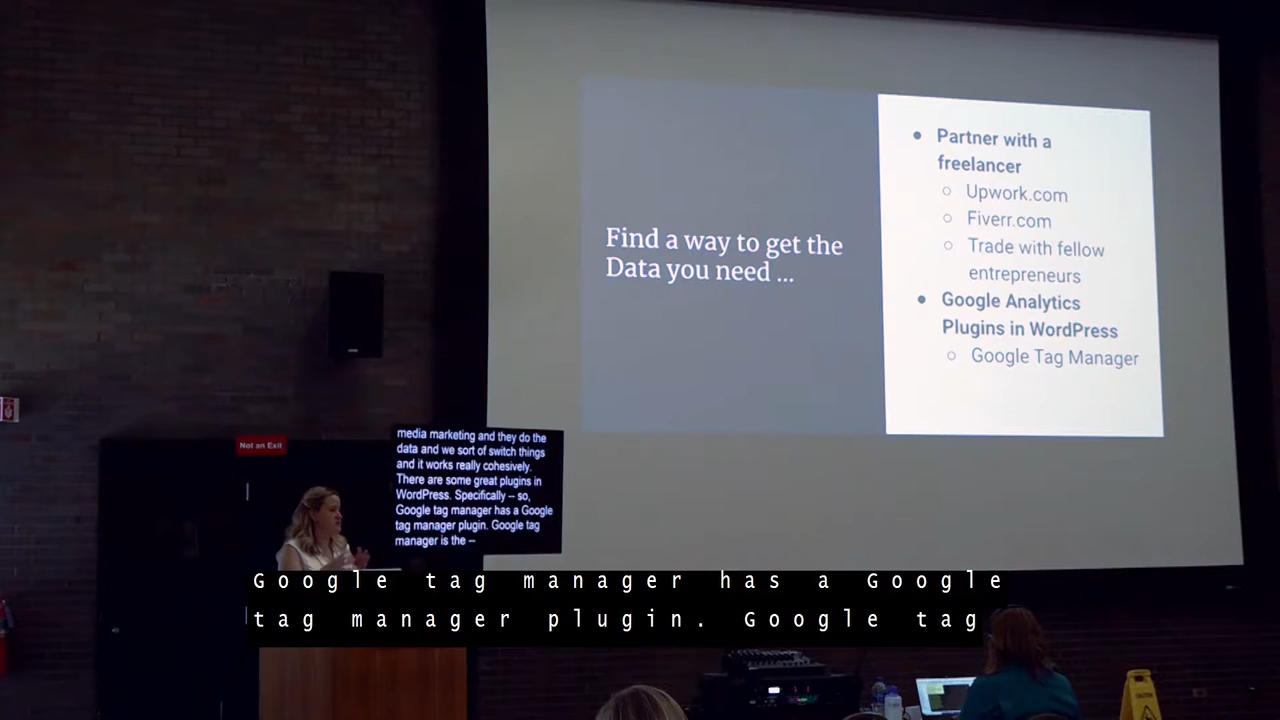 Find a way to get the
Data you need ...
● Partner with a
freelancer
○ Upwork.com
○ Fiverr.com
○ Trade with fellow
entrepreneurs
● Google Analytics
Plugins in WordPress
○ Google Tag Manager
Not an Exit
media marketing and they do the
data and we sort of switch things
and it works really cohesively.
There are some great plugins in
WordPress. Specifically -- so,
Google tag manager has a Google
tag manager plugin. Google tag
manager is the --
Google tag manager has a Google
tag manager plugin. Google tag
CAUTION